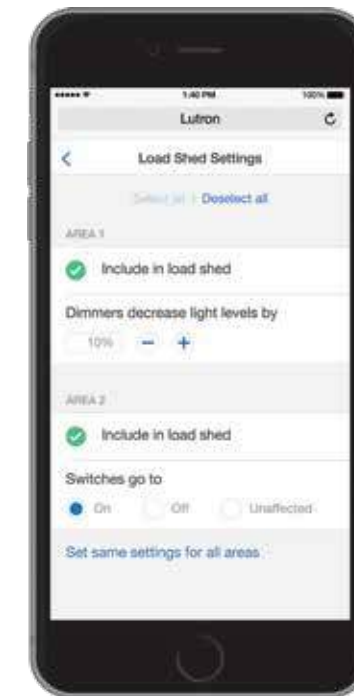 1:40 PM 100%
Lutron
Load Shed Settings
Select all | Deselect all
AREA 1
Include in load shed
Dimmers decrease light levels by
10% − +
AREA 2
Include in load shed
Switches go to
On Off Unaffected
Set same settings for all areas